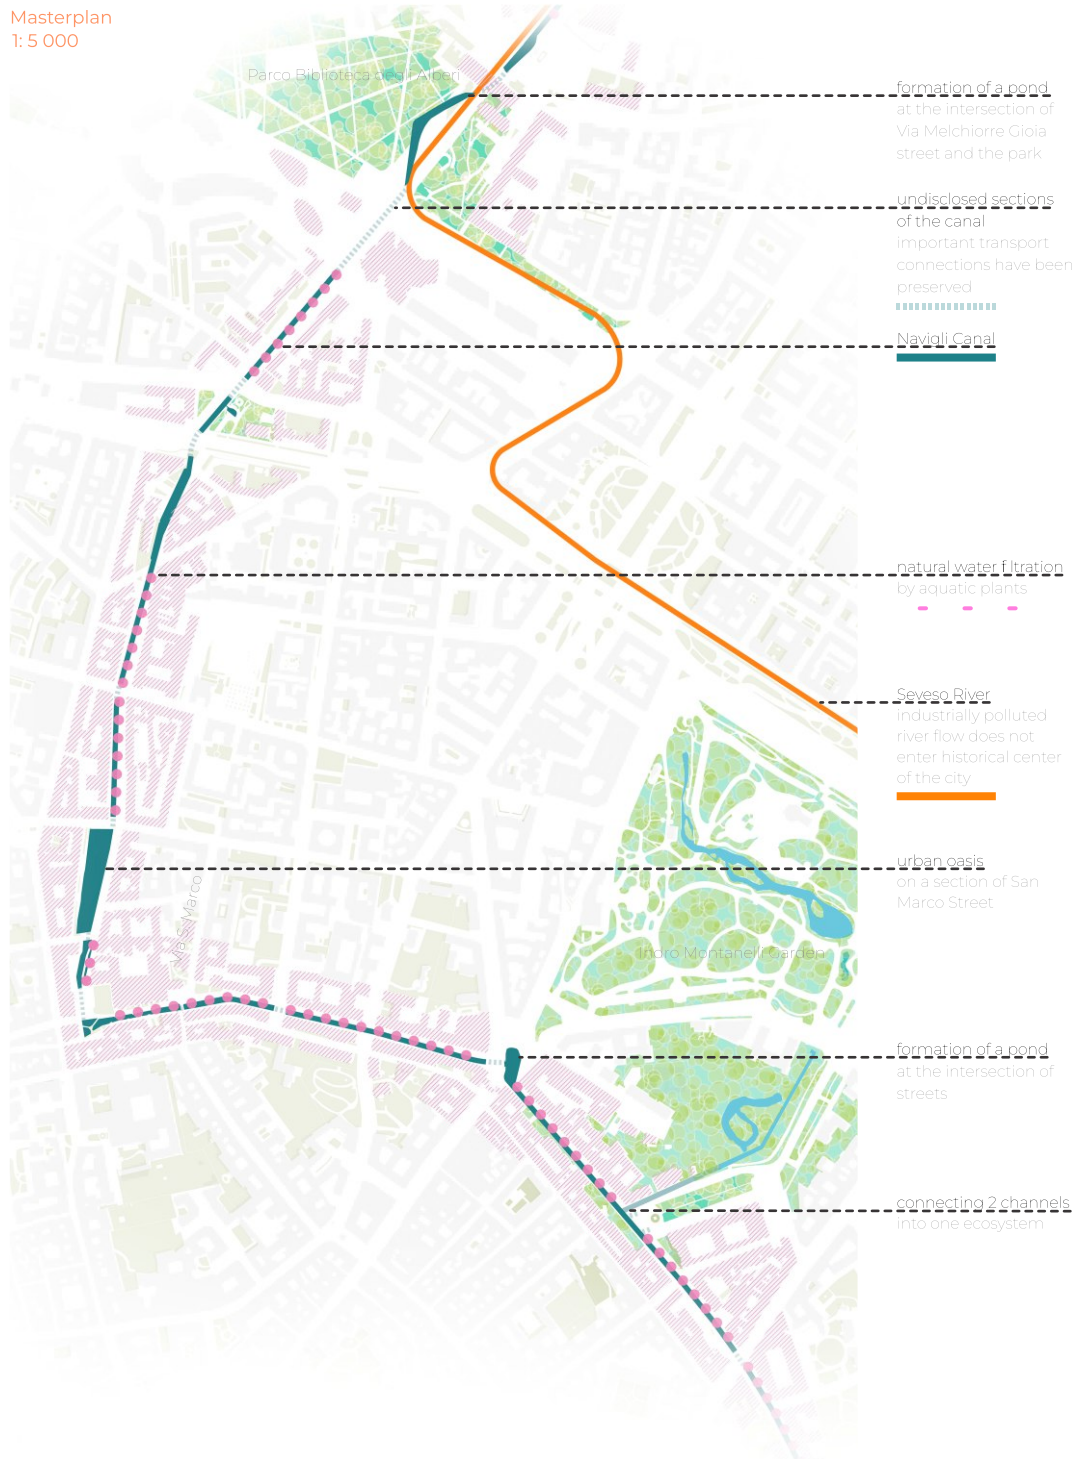 Masterplan
1: 5 000
Parco Biblioteca degli Alberi
formation of a pond
at the intersection of
Via Melchiorre Gioia
street and the park
undisclosed sections
of the canal
important transport
connections have been
preserved
Navigli Canal
natural water f ltration
by aquatic plants
Seveso River
industrially polluted
river flow does not
enter historical center
of the city
urban oasis
on a section of San
Marco Street
Via S. Marco
Indro Montanelli Garden
formation of a pond
at the intersection of
streets
connecting 2 channels
into one ecosystem